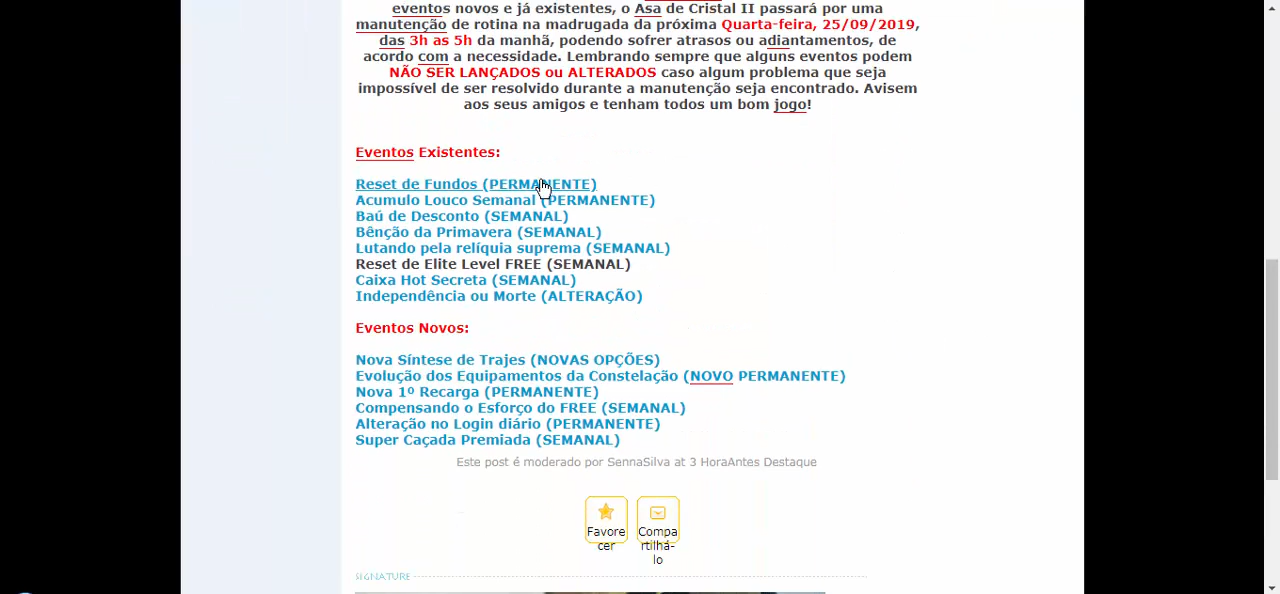 eventos novos e já existentes, o Asa de Cristal II passará por uma
manutenção de rotina na madrugada da próxima Quarta-feira, 25/09/2019,
das 3h as 5h da manhã, podendo sofrer atrasos ou adiantamentos, de
acordo com a necessidade. Lembrando sempre que alguns eventos podem
NÃO SER LANÇADOS ou ALTERADOS caso algum problema que seja
impossível de ser resolvido durante a manutenção seja encontrado. Avisem
aos seus amigos e tenham todos um bom jogo!
Eventos Existentes:
Reset de Fundos (PERMANENTE)
Acumulo Louco Semanal (PERMANENTE)
Baú de Desconto (SEMANAL)
Bênção da Primavera (SEMANAL)
Lutando pela relíquia suprema (SEMANAL)
Reset de Elite Level FREE (SEMANAL)
Caixa Hot Secreta (SEMANAL)
Independência ou Morte (ALTERAÇÃO)
Eventos Novos:
Nova Síntese de Trajes (NOVAS OPÇÕES)
Evolução dos Equipamentos da Constelação (NOVO PERMANENTE)
Nova 1º Recarga (PERMANENTE)
Compensando o Esforço do FREE (SEMANAL)
Alteração no Login diário (PERMANENTE)
Super Caçada Premiada (SEMANAL)
Este post é moderado por SennaSilva at 3 HoraAntes Destaque
Favore
cer
Compa
rtilhá-
lo
SIGNATURE